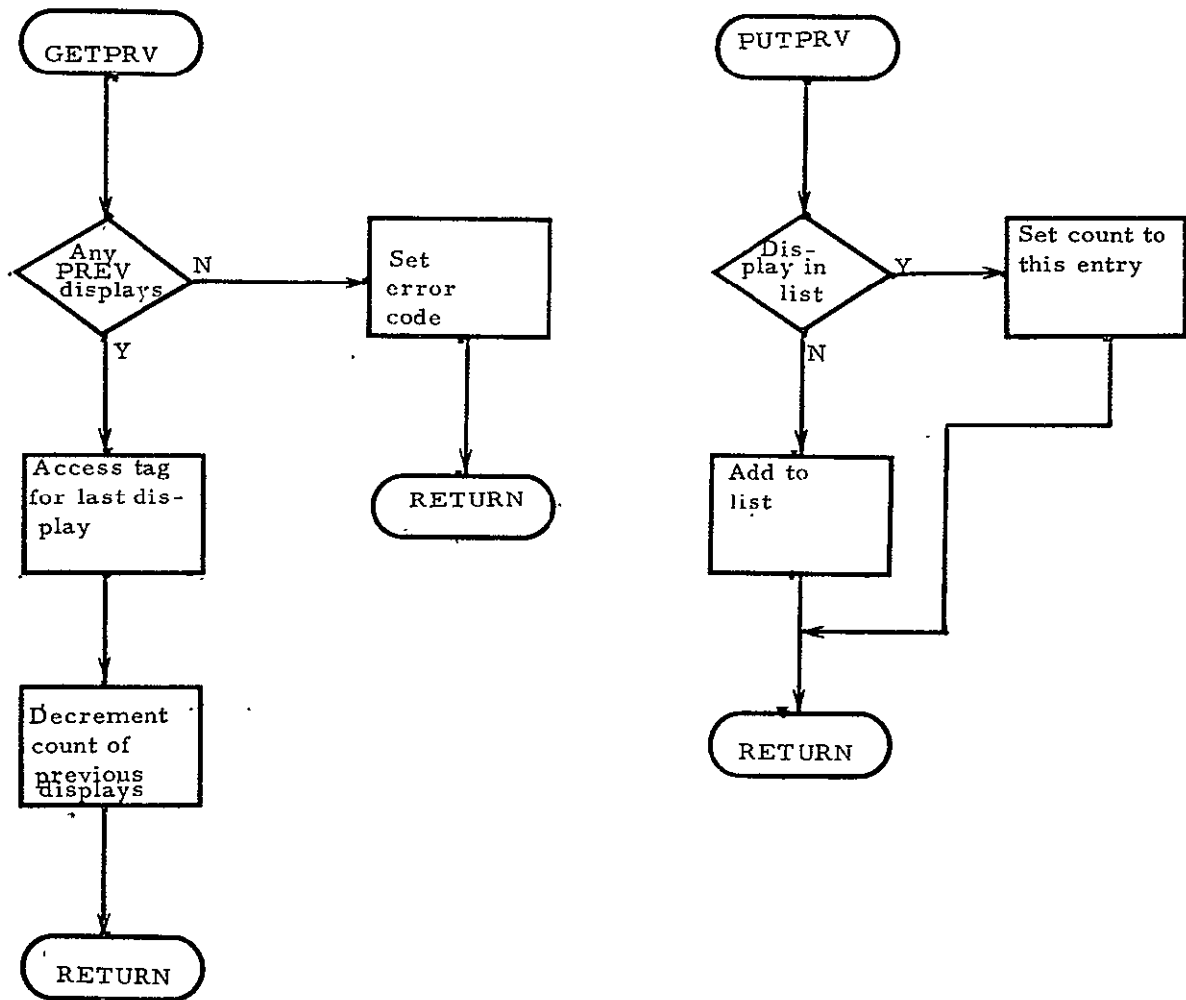 GETPRV
Any
PREV
displays
N
Y
Set
error
code
RETURN
Access tag
for last dis-
play
Decrement
count of
previous
displays
RETURN
PUTPRV
Dis-
play in
list
Y
N
Set count to
this entry
Add to
list
RETURN